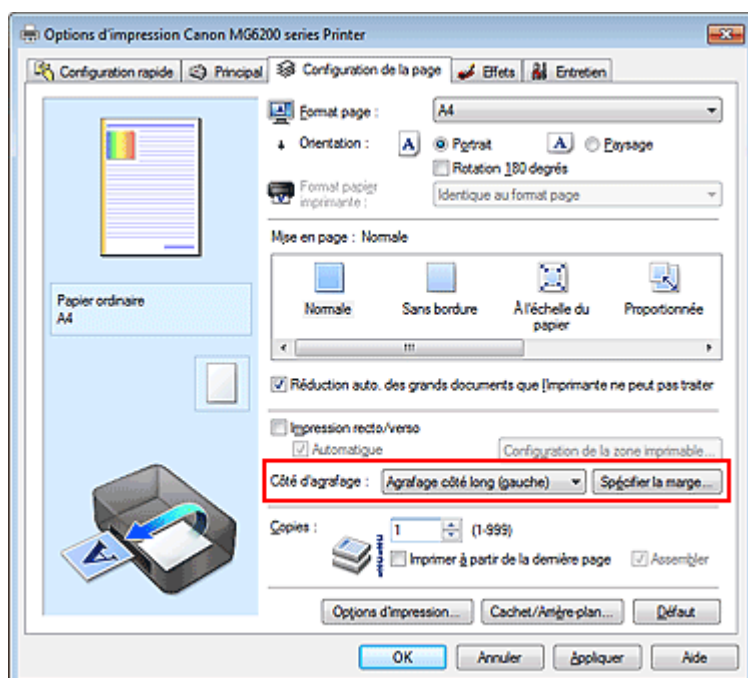 Options d'impression Canon MG6200 series Printer
Configuration rapide Principal Configuration de la page Effets Entretien
Format page : A4
Orientation : A Portrait A Paysage
Rotation 180 degrés
Format papier imprimante : Identique au format page
Mise en page : Normale
Normale Sans bordure À l'échelle du papier Proportionnée
Papier ordinaire
A4
Réduction auto. des grands documents que l'imprimante ne peut pas traiter
Impression recto/verso
Automatique Configuration de la zone imprimable...
Côté d'agrafage : Agrafage côté long (gauche) Spécifier la marge...
Copies : 1 (1-999)
Imprimer à partir de la dernière page Assembler
Options d'impression... Cachet/Arrière-plan... Défaut
OK Annuler Appliquer Aide